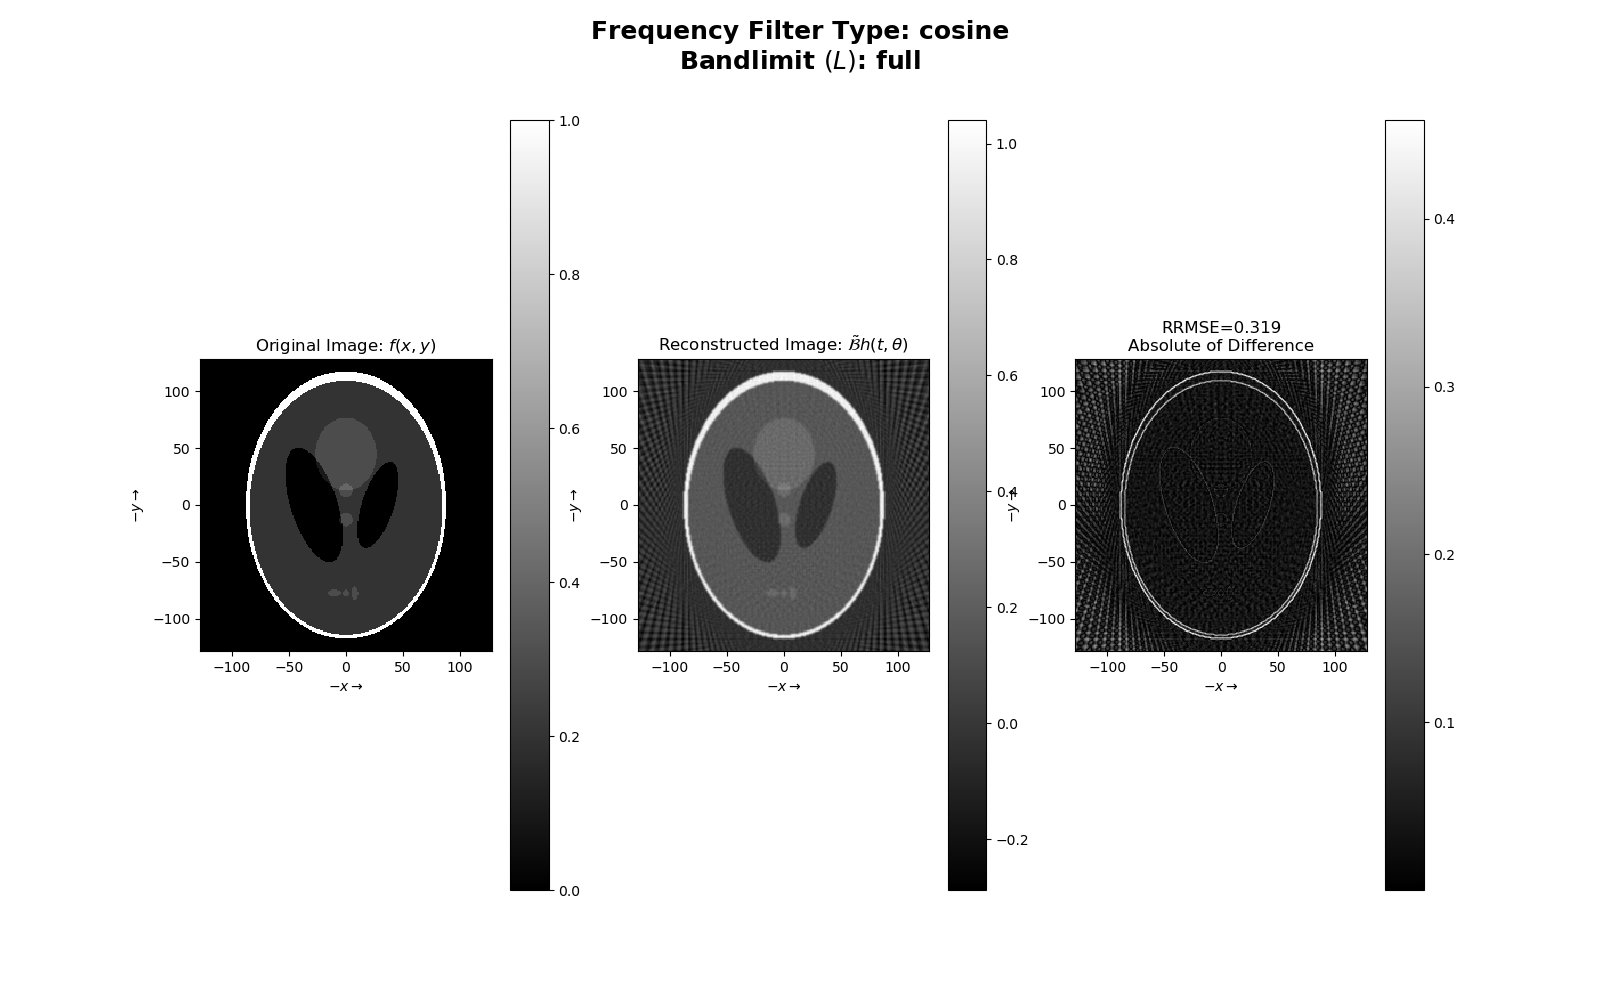 Frequency Filter Type: cosine
Bandlimit (L): full
Original Image: f(x, y)
100
50
0
−50
−100
−y→
−100 −50 0 50 100
−x→
1.0
0.8
0.6
0.4
0.2
0.0
Reconstructed Image: B̃h(t, θ)
100
50
0
−50
−100
−y→
−100 −50 0 50 100
−x→
1.0
0.8
0.6
0.4
0.2
0.0
−0.2
RRMSE=0.319
Absolute of Difference
100
50
0
−50
−100
−y→
−100 −50 0 50 100
−x→
0.4
0.3
0.2
0.1